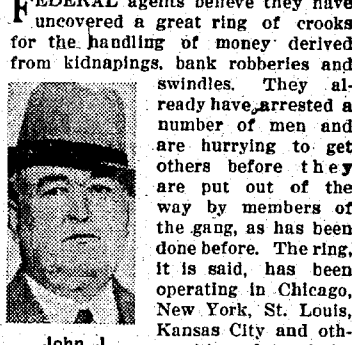 FEDERAL agents believe they have
uncovered a great ring of crooks
for the handling of money derived
from kidnapings, bank robberies and
swindles. They al-
ready have arrested a
number of men and
are hurrying to get
others before they
are put out of the
way by members of
the gang, as has been
done before. The ring,
it is said, has been
operating in Chicago,
New York, St. Louis,
Kansas City and oth-
John J.